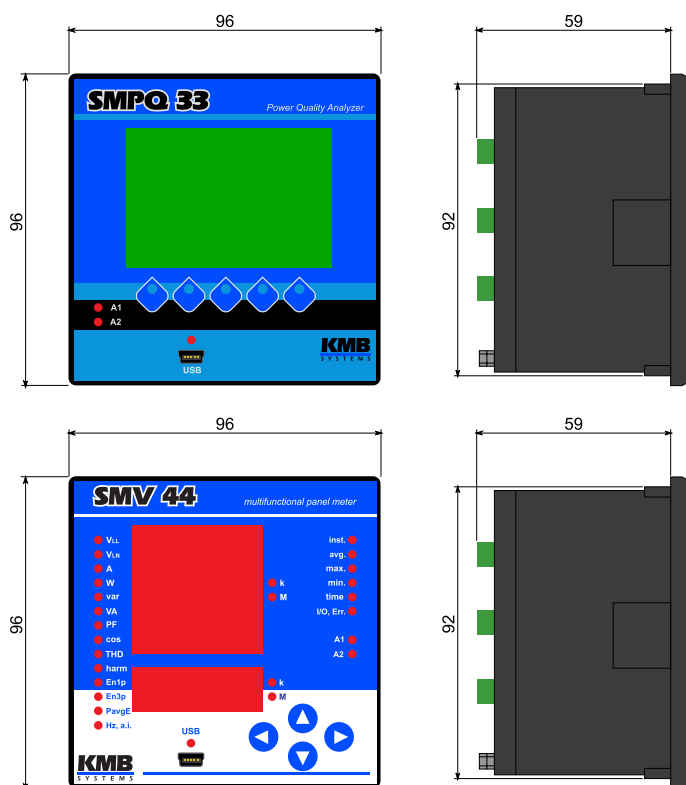 96
59
96
SMPQ 33
Power Quality Analyzer
92
A1
A2
USB
KMB
SYSTEMS
96
59
96
SMV 44
multifunctional panel meter
92
VLL
inst.
VLN
avg.
A
max.
W
k
min.
var
M
time
VA
I/O, Err.
PF
cos
A1
THD
A2
harm
En1p
k
En3p
M
PavgE
Hz, a.i.
USB
KMB
SYSTEMS